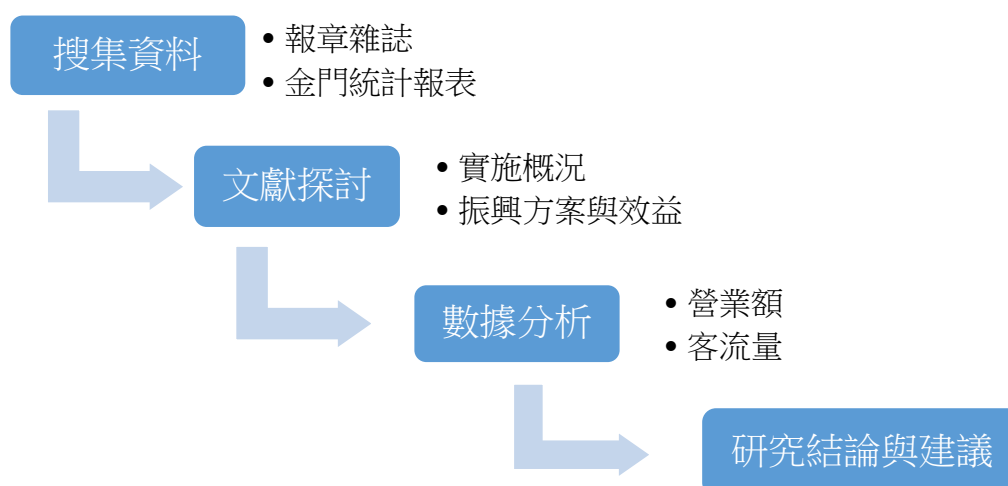 搜集資料
• 報章雜誌
• 金門統計報表
文獻探討
• 實施概況
• 振興方案與效益
數據分析
• 營業額
• 客流量
研究結論與建議